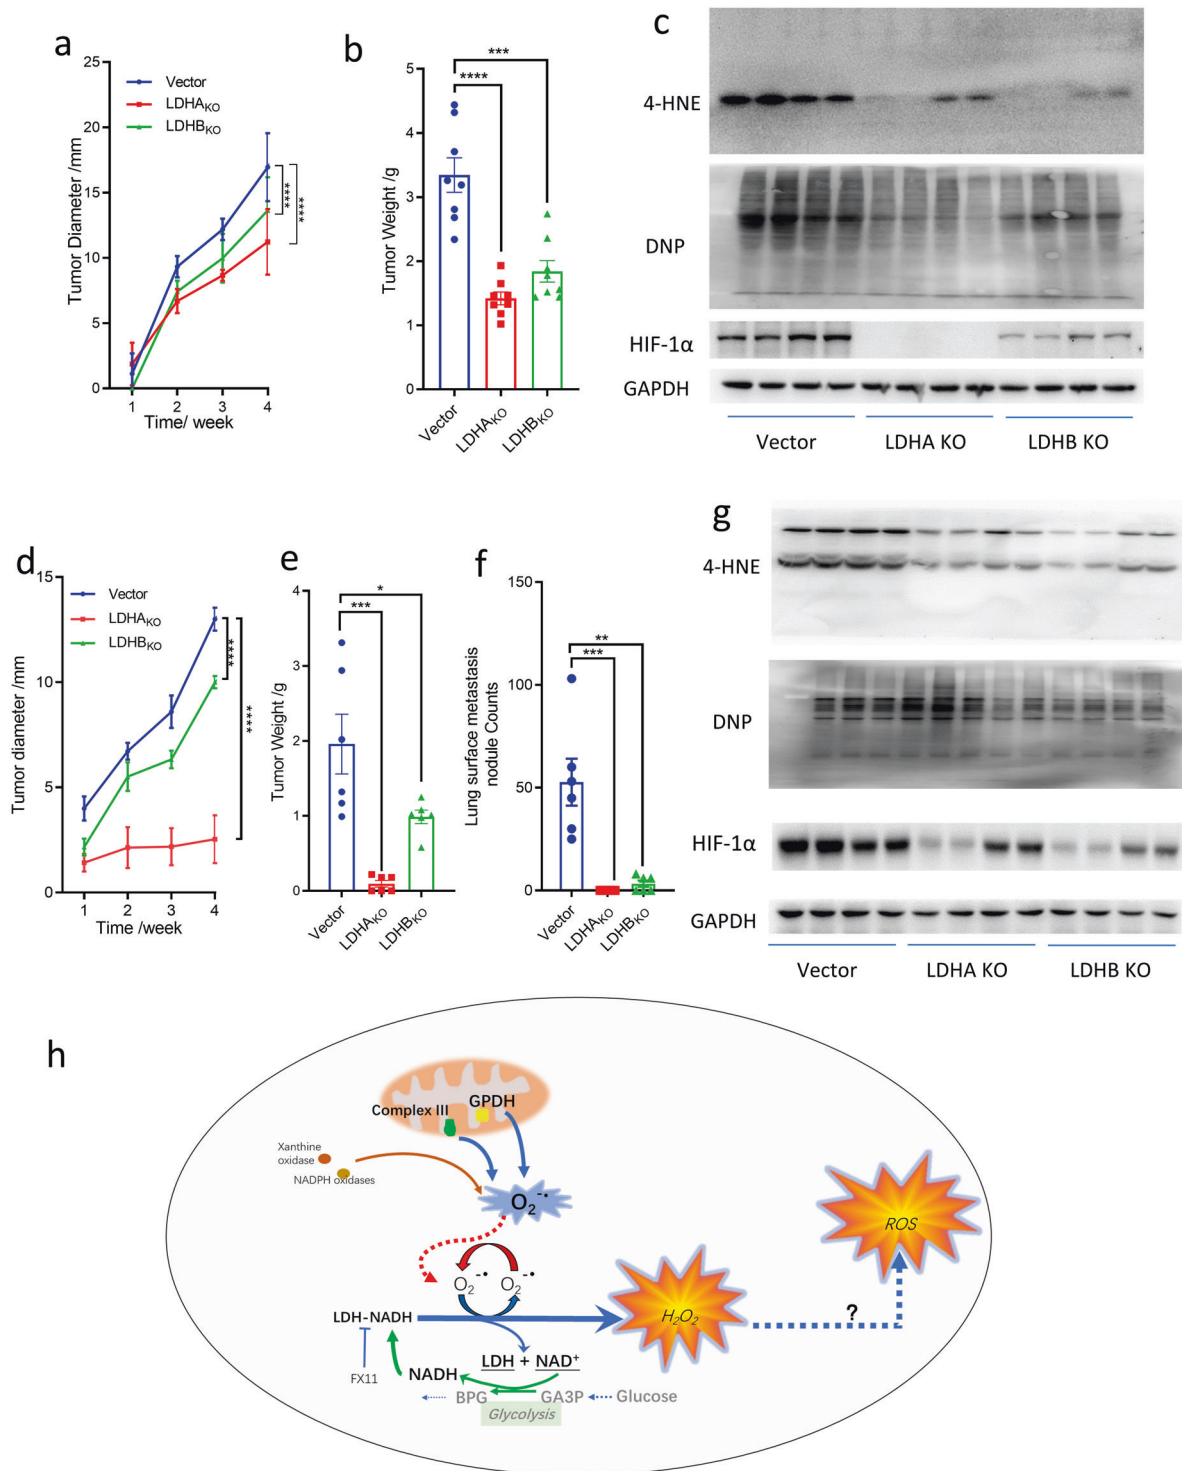 a
25
20
15
10
5
0
Tumor Diameter /mm
Vector
LDHAKO
LDHBKO
****
****
1 2 3 4
Time/ week
b
5
4
3
2
1
0
Tumor Weight /g
***
****
Vector
LDHAKO
LDHBKO
c
4-HNE
DNP
HIF-1α
GAPDH
Vector LDHA KO LDHB KO
d
15
10
5
0
Tumor diameter /mm
Vector
LDHAKO
LDHBKO
****
****
1 2 3 4
Time /week
e
4
3
2
1
0
Tumor Weight /g
*
***
Vector
LDHAKO
LDHBKO
f
150
100
50
0
Lung surface metastasis
nodule Counts
**
***
Vector
LDHAKO
LDHBKO
g
4-HNE
DNP
HIF-1α
GAPDH
Vector LDHA KO LDHB KO
h
Complex III
GPDH
Xanthine
oxidase
NADPH oxidases
O2−•
ROS
O2−• O2−•
LDH-NADH
H2O2
?
FX11
LDH + NAD+
NADH
BPG GA3P Glucose
Glycolysis